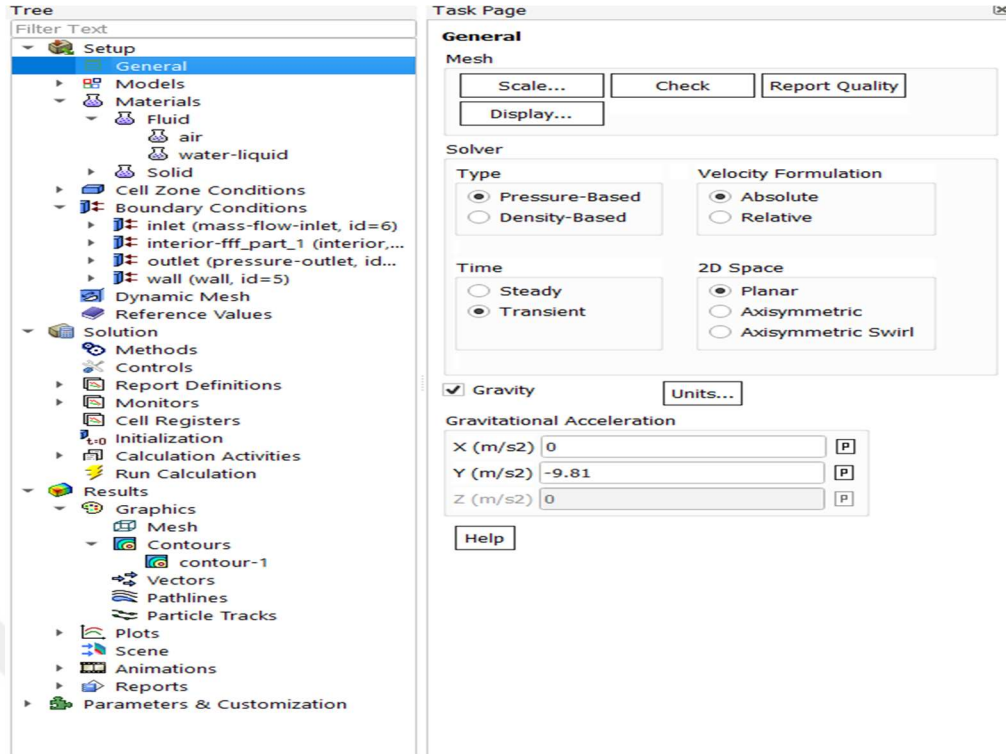 Tree
Filter Text
Setup
General
Models
Materials
Fluid
air
water-liquid
Solid
Cell Zone Conditions
Boundary Conditions
inlet (mass-flow-inlet, id=6)
interior-fff_part_1 (interior,...
outlet (pressure-outlet, id...
wall (wall, id=5)
Dynamic Mesh
Reference Values
Solution
Methods
Controls
Report Definitions
Monitors
Cell Registers
t=0 Initialization
Calculation Activities
Run Calculation
Results
Graphics
Mesh
Contours
contour-1
Vectors
Pathlines
Particle Tracks
Plots
Scene
Animations
Reports
Parameters & Customization
Task Page
General
Mesh
Scale... Check Report Quality
Display...
Solver
Type Velocity Formulation
Pressure-Based Absolute
Density-Based Relative
Time 2D Space
Steady Planar
Transient Axisymmetric
Axisymmetric Swirl
Gravity Units...
Gravitational Acceleration
X (m/s2) 0 P
Y (m/s2) -9.81 P
Z (m/s2) 0 P
Help